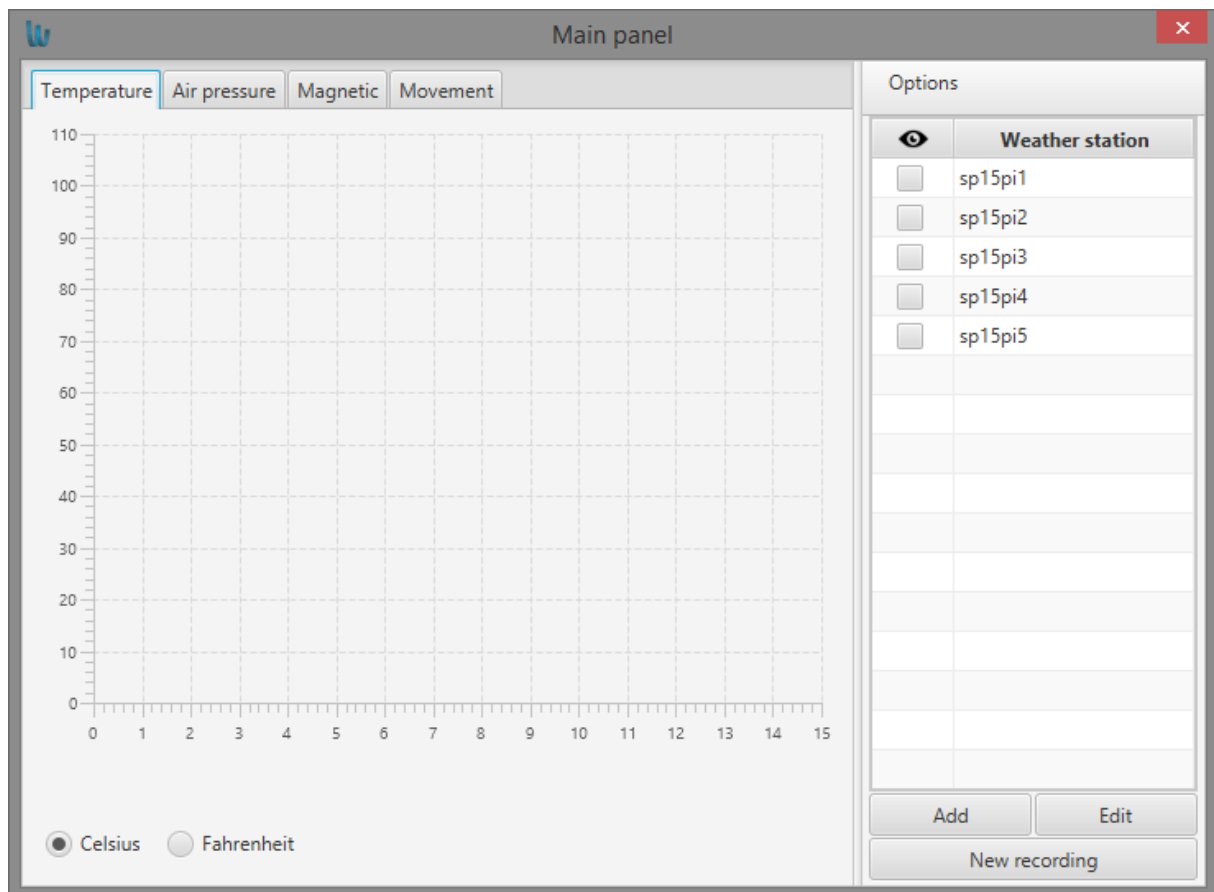 Main panel
Temperature Air pressure Magnetic Movement
110
100
90
80
70
60
50
40
30
20
10
0
0 1 2 3 4 5 6 7 8 9 10 11 12 13 14 15
Celsius Fahrenheit
Options
Weather station
sp15pi1
sp15pi2
sp15pi3
sp15pi4
sp15pi5
Add Edit
New recording